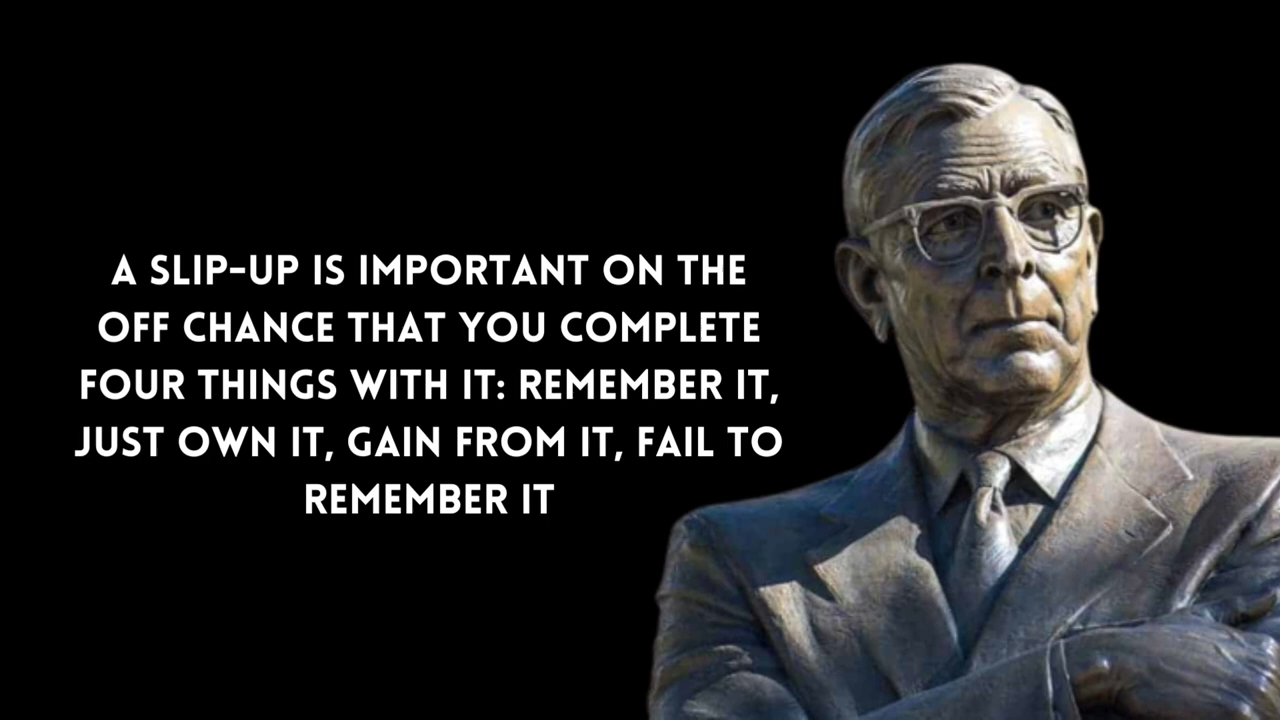 A SLIP-UP IS IMPORTANT ON THE
OFF CHANCE THAT YOU COMPLETE
FOUR THINGS WITH IT: REMEMBER IT,
JUST OWN IT, GAIN FROM IT, FAIL TO
REMEMBER IT